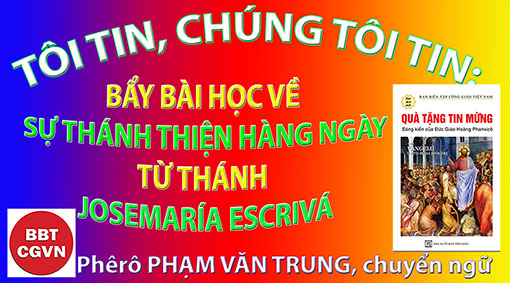 TÔI TIN, CHÚNG TÔI TIN:
BẨY BÀI HỌC VỀ
SỰ THÁNH THIỆN HÀNG NGÀY
TỪ THÁNH
JOSEMARÍA ESCRIVÁ
BAN BIÊN TẬP CÔNG GIÁO VIỆT NAM
QUÀ TẶNG TIN MỪNG
Sáng kiến của Đức Giáo Hoàng Phanxicô
BBT
CGVN
Phêrô PHẠM VĂN TRUNG, chuyển ngữ